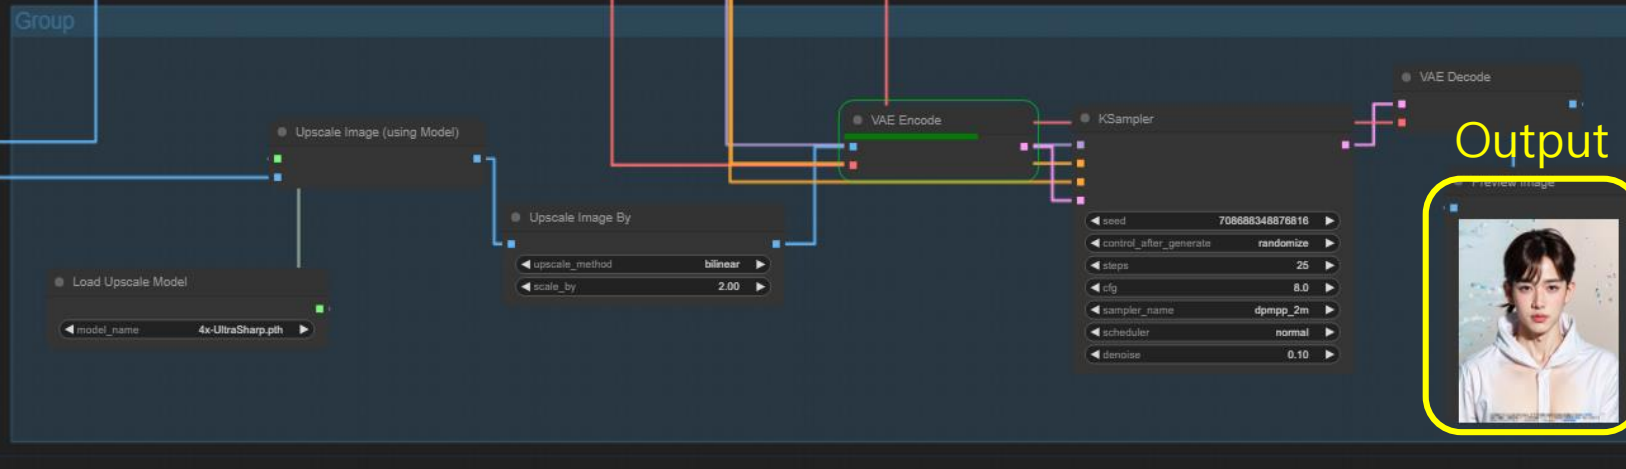 Group
VAE Decode
Upscale Image (using Model)
VAE Encode
KSampler
Output
Preview Image
Upscale Image By
seed 708688348876816
control_after_generate randomize
upscale_method bilinear
steps 25
Load Upscale Model
scale_by 2.00
cfg 8.0
sampler_name dpmpp_2m
model_name 4x-UltraSharp.pth
scheduler normal
denoise 0.10